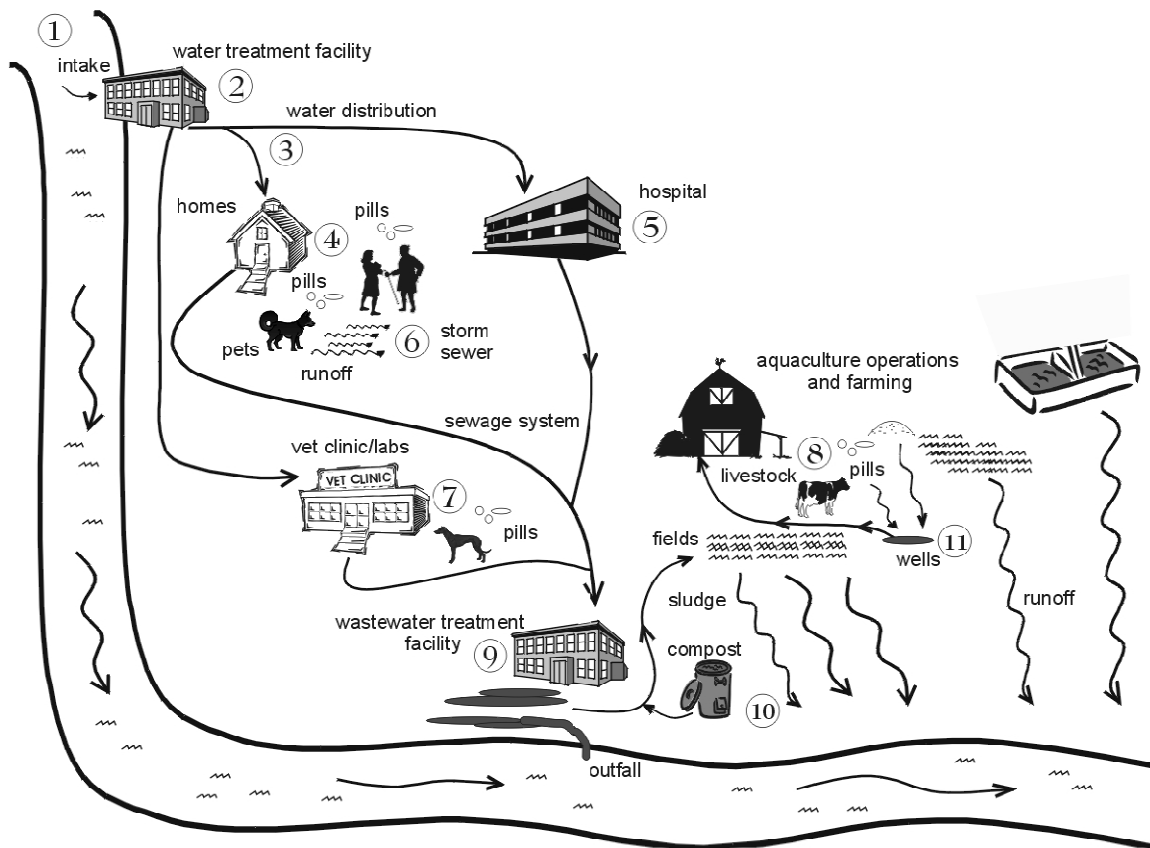 1
intake
water treatment facility
2
water distribution
3
homes
pills
4
hospital
5
pills
pets
6
storm
sewer
runoff
sewage system
vet clinic/labs
VET CLINIC
7
pills
aquaculture operations
and farming
livestock
8
pills
fields
wells
11
sludge
runoff
wastewater treatment
facility
9
compost
10
outfall